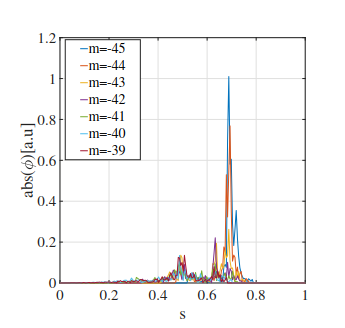 1.2
1
0.8
0.6
0.4
0.2
0
abs(ϕ)[a.u]
m=-45
m=-44
m=-43
m=-42
m=-41
m=-40
m=-39
0 0.2 0.4 0.6 0.8 1
s